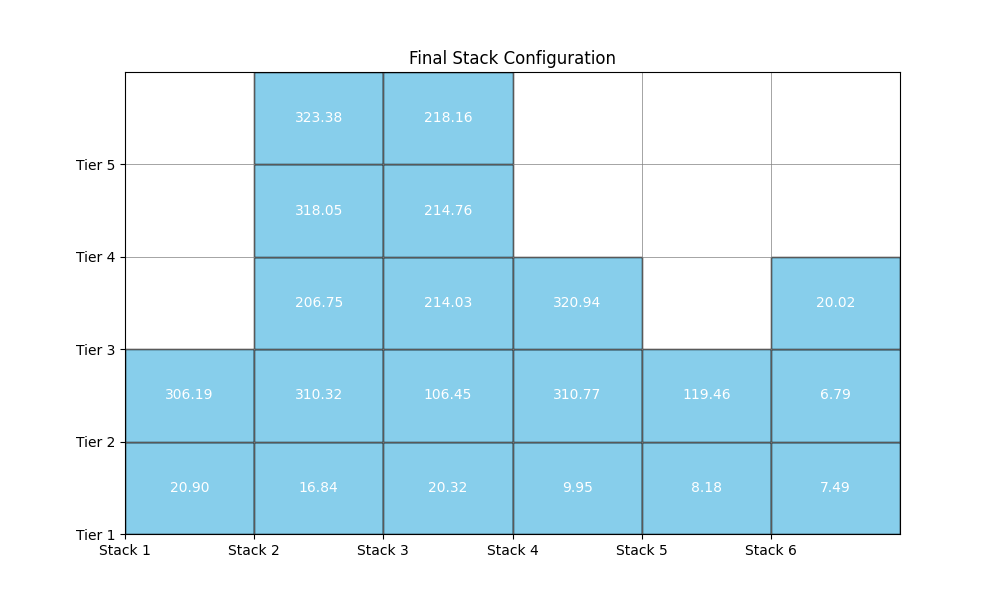 Final Stack Configuration
323.38 218.16
Tier 5
318.05 214.76
Tier 4
206.75 214.03 320.94 20.02
Tier 3
306.19 310.32 106.45 310.77 119.46 6.79
Tier 2
20.90 16.84 20.32 9.95 8.18 7.49
Tier 1
Stack 1 Stack 2 Stack 3 Stack 4 Stack 5 Stack 6